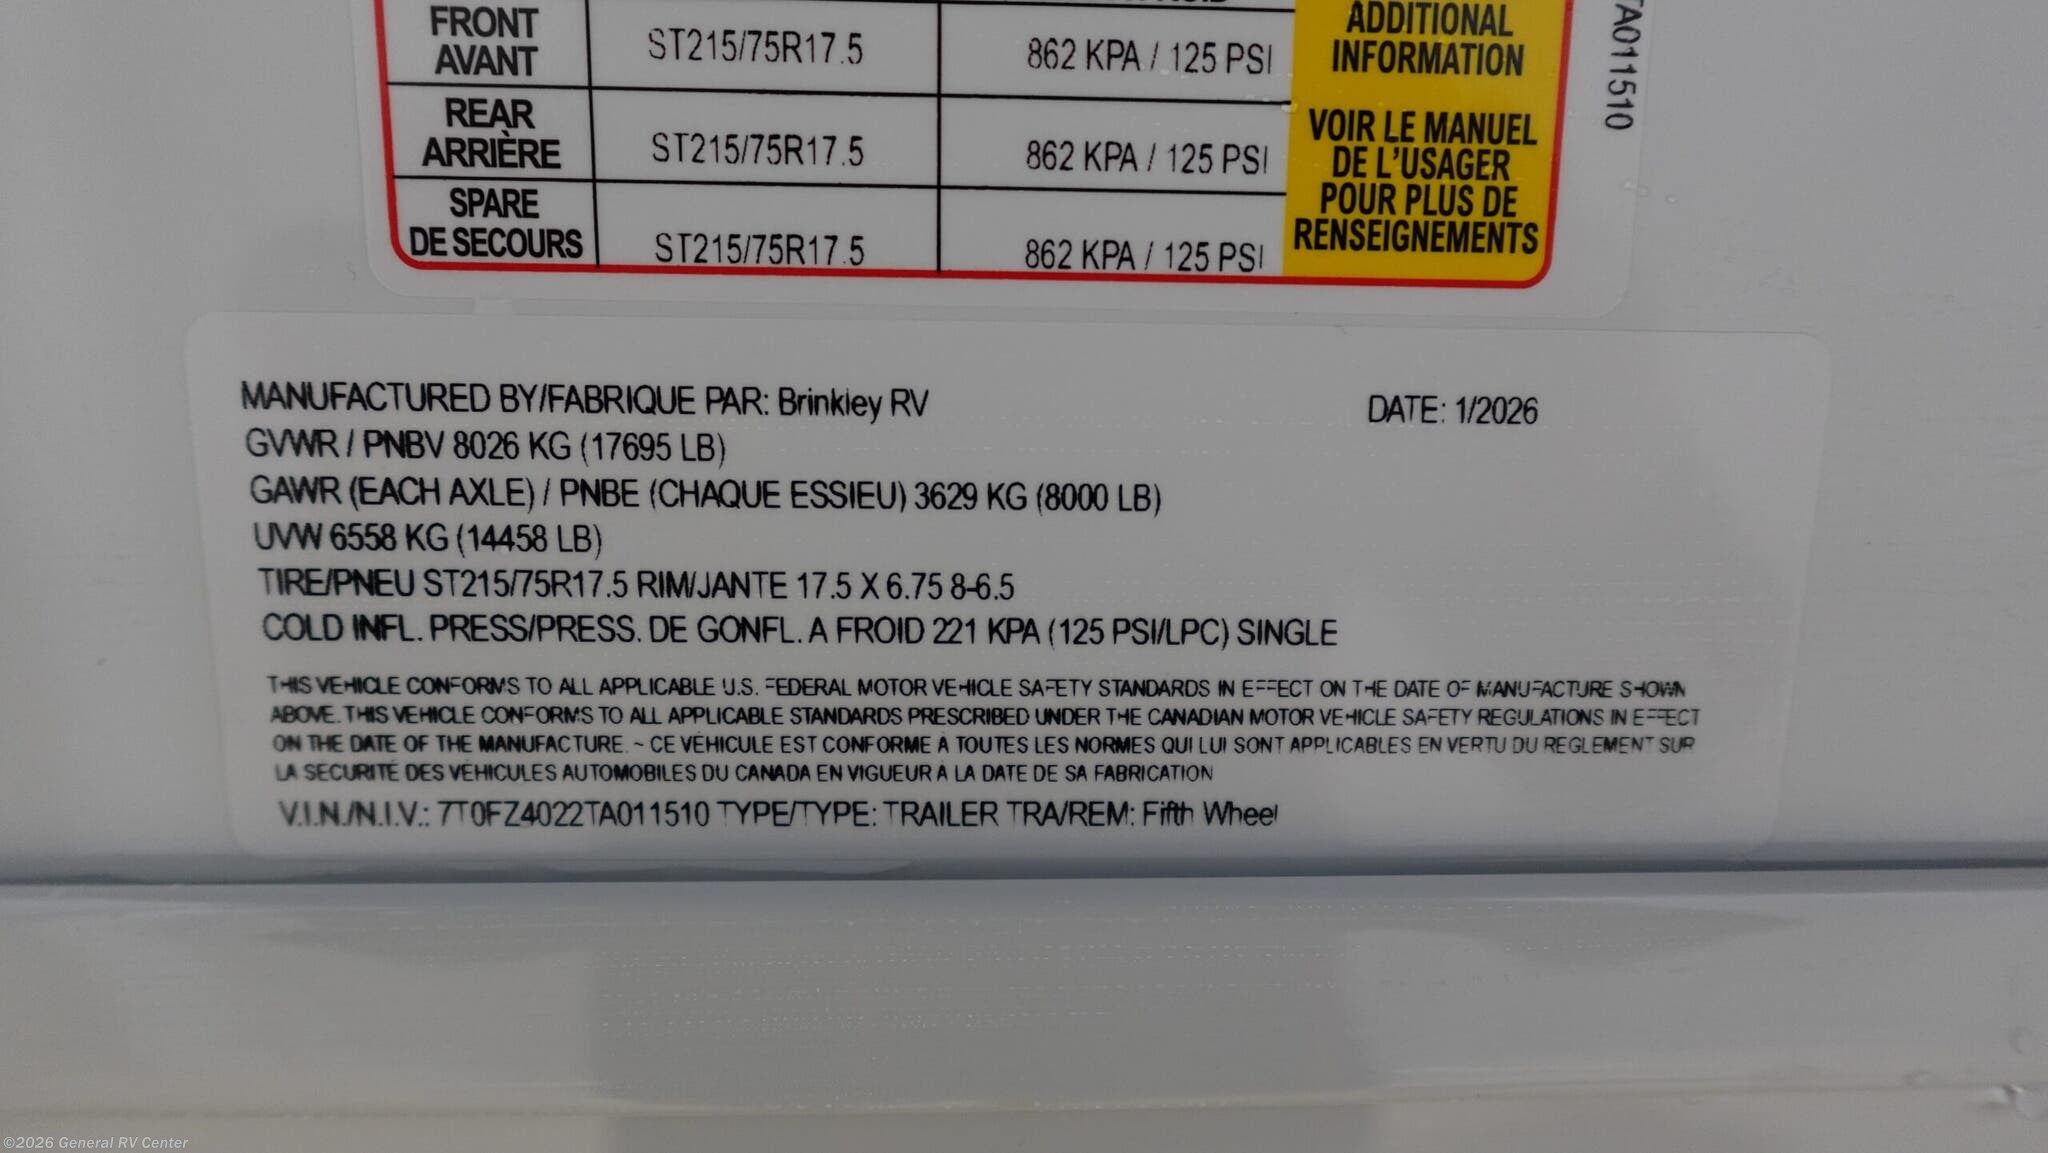 FRONT
AVANT
ST215/75R17.5
862 KPA / 125 PSI
REAR
ARRIÈRE
ST215/75R17.5
862 KPA / 125 PSI
SPARE
DE SECOURS
ST215/75R17.5
862 KPA / 125 PSI
ADDITIONAL
INFORMATION
VOIR LE MANUEL
DE L'USAGER
POUR PLUS DE
RENSEIGNEMENTS
TA011510
MANUFACTURED BY/FABRIQUE PAR: Brinkley RV
DATE: 1/2026
GVWR / PNBV 8026 KG (17695 LB)
GAWR (EACH AXLE) / PNBE (CHAQUE ESSIEU) 3629 KG (8000 LB)
UVW 6558 KG (14458 LB)
TIRE/PNEU ST215/75R17.5 RIM/JANTE 17.5 X 6.75 8-6.5
COLD INFL. PRESS/PRESS. DE GONFL. A FROID 221 KPA (125 PSI/LPC) SINGLE
THIS VEHICLE CONFORMS TO ALL APPLICABLE U.S. FEDERAL MOTOR VEHICLE SAFETY STANDARDS IN EFFECT ON THE DATE OF MANUFACTURE SHOWN
ABOVE. THIS VEHICLE CONFORMS TO ALL APPLICABLE STANDARDS PRESCRIBED UNDER THE CANADIAN MOTOR VEHICLE SAFETY REGULATIONS IN EFFECT
ON THE DATE OF THE MANUFACTURE. ~ CE VÉHICULE EST CONFORME À TOUTES LES NORMES QUI LUI SONT APPLICABLES EN VERTU DU RÈGLEMENT SUR
LA SÉCURITÉ DES VÉHICULES AUTOMOBILES DU CANADA EN VIGUEUR À LA DATE DE SA FABRICATION
V.I.N./N.I.V.: 7T0FZ4022TA011510 TYPE/TYPE: TRAILER TRA/REM: Fifth Wheel
©2026 General RV Center